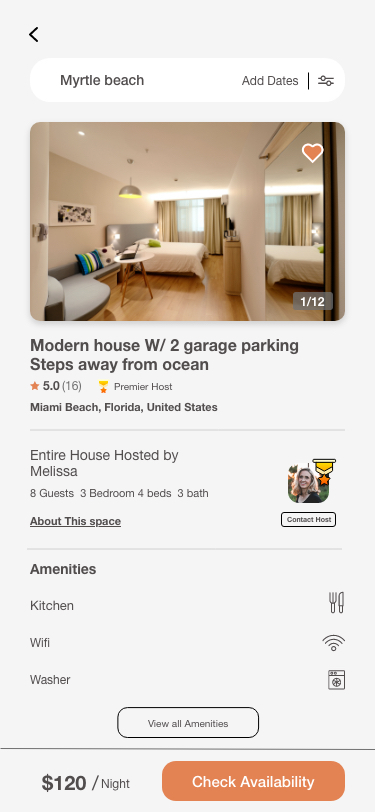 Myrtle beach
Add Dates
1/12
Modern house W/ 2 garage parking
Steps away from ocean
5.0 (16) Premier Host
Miami Beach, Florida, United States
Entire House Hosted by
Melissa
8 Guests 3 Bedroom 4 beds 3 bath
Contact Host
About This space
Amenities
Kitchen
Wifi
Washer
View all Amenities
$120 / Night
Check Availability